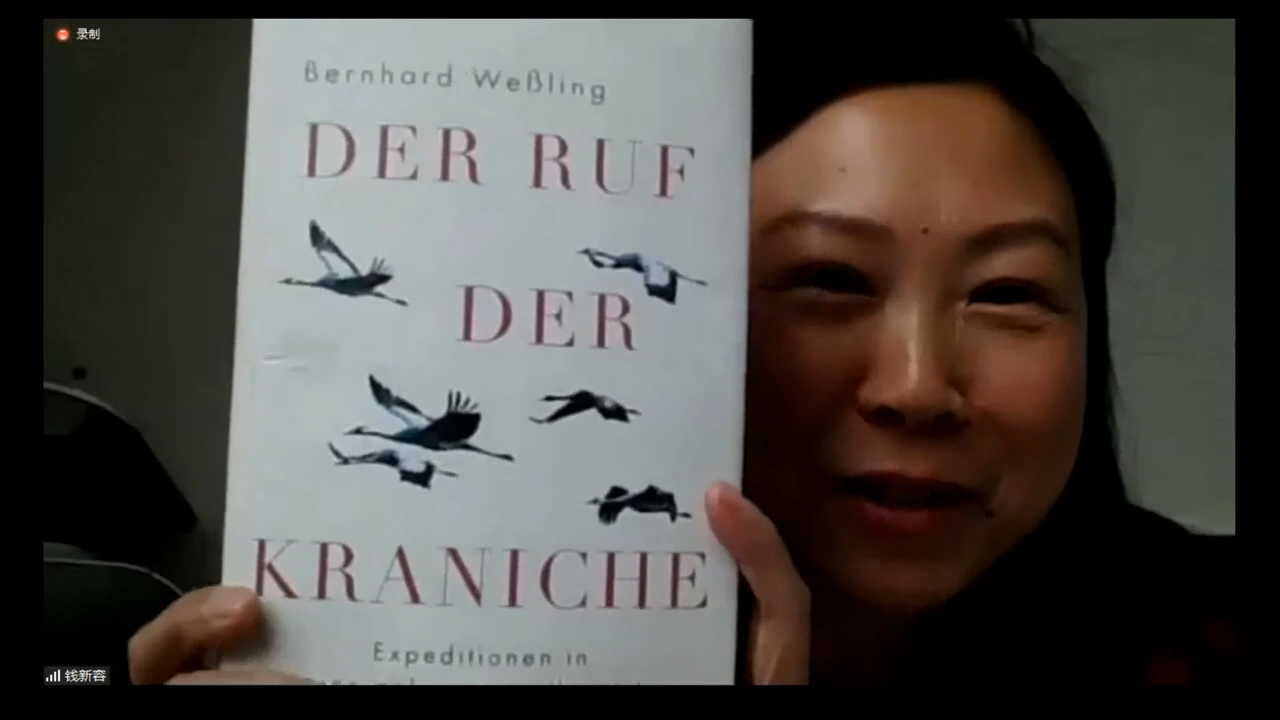 录制
Bernhard Weßling
DER RUF
DER
KRANICHE
Expeditionen in
钱新容